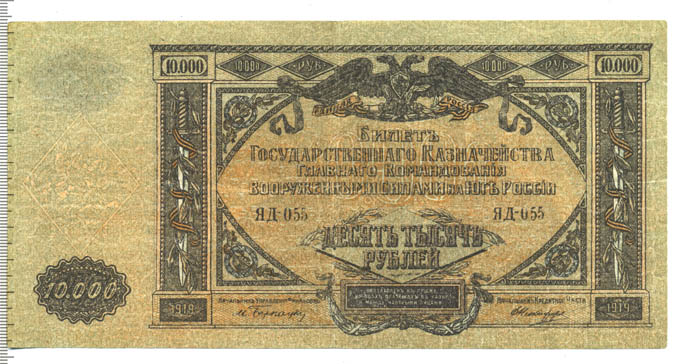 10.000 10.000 РУБ. 10.000 РУБ. 10.000
БИЛЕТЪ
ГОСУДАРСТВЕННАГО КАЗНАЧЕЙСТВА
ГЛАВНАГО КОМАНДОВАНІЯ
ВООРУЖЕННЫМИ СИЛАМИ НА ЮГѢ РОССІИ
ЯД-055 ЯД-055
ДЕСЯТЬ ТЫСЯЧЪ
РУБЛЕЙ
10.000
1919 1919